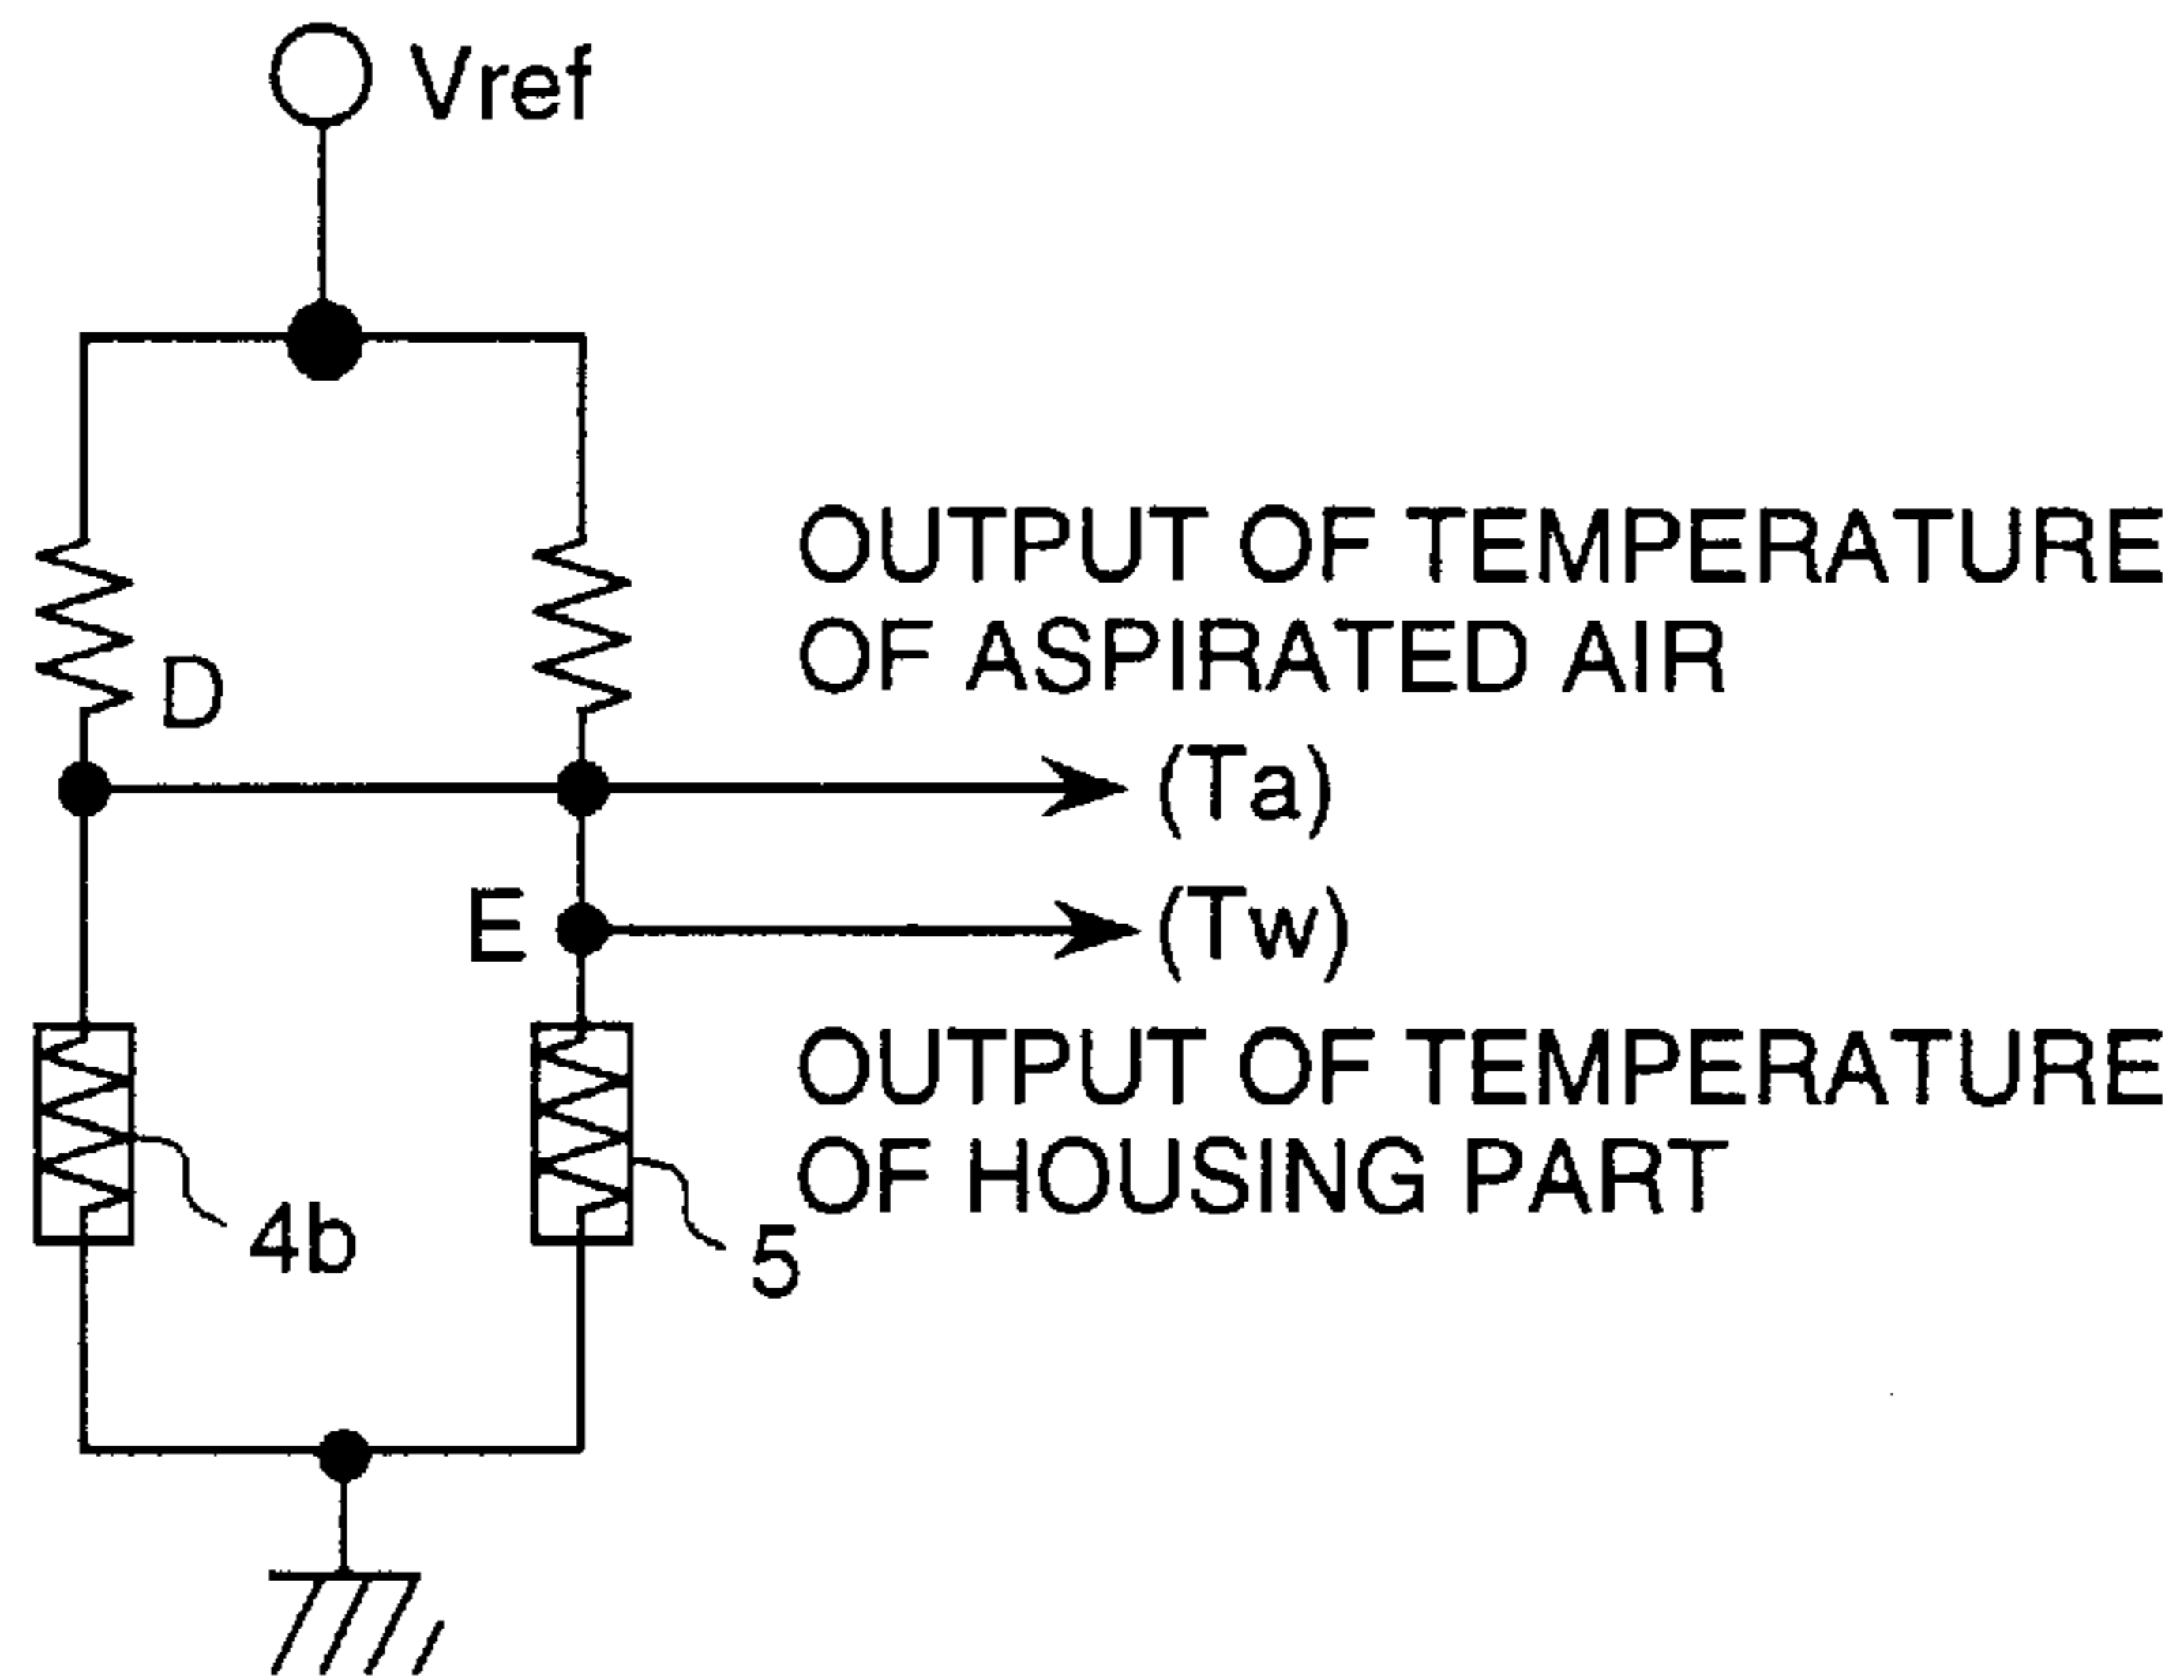 Vref
OUTPUT OF TEMPERATURE
OF ASPIRATED AIR
D
(Ta)
E
(Tw)
OUTPUT OF TEMPERATURE
OF HOUSING PART
4b
5